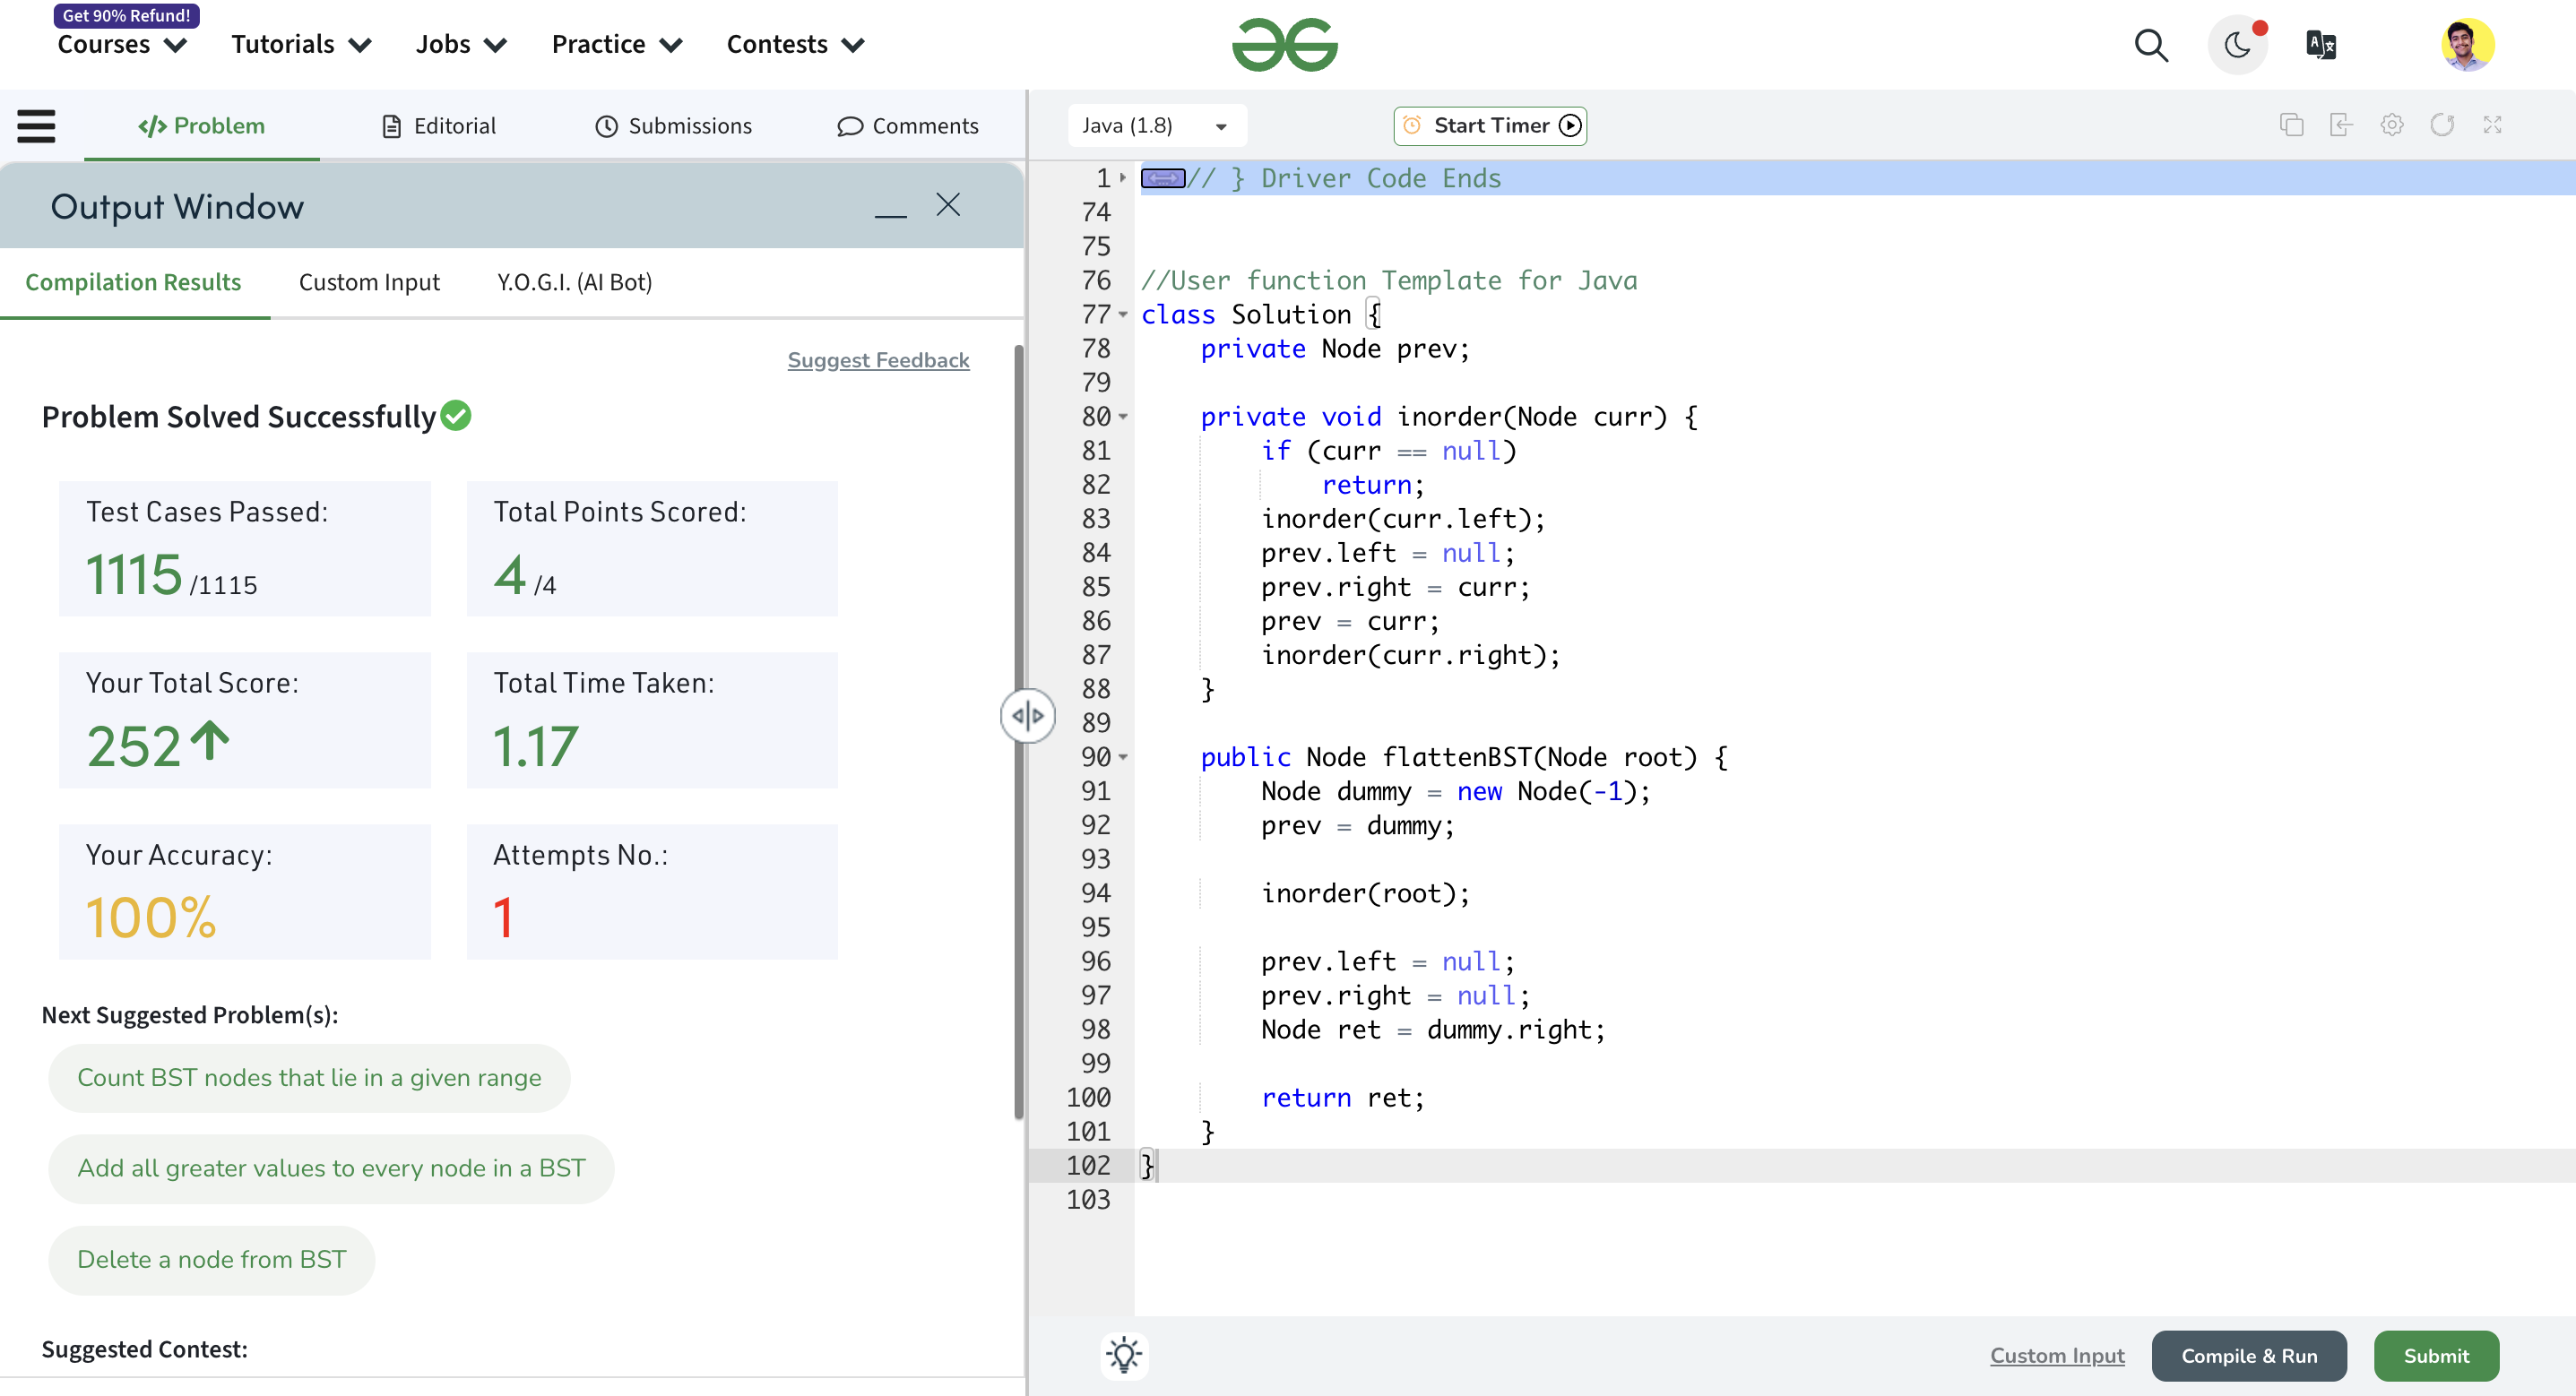 Get 90% Refund!
Courses Tutorials Jobs Practice Contests
Problem Editorial Submissions Comments
Output Window
Compilation Results Custom Input Y.O.G.I. (AI Bot)
Suggest Feedback
Problem Solved Successfully
Test Cases Passed: Total Points Scored:
1115 /1115 4 /4
Your Total Score: Total Time Taken:
252 1.17
Your Accuracy: Attempts No.:
100% 1
Next Suggested Problem(s):
Count BST nodes that lie in a given range
Add all greater values to every node in a BST
Delete a node from BST
Suggested Contest:
Java (1.8) Start Timer
1 // } Driver Code Ends
74
75
76 //User function Template for Java
77 class Solution {
78     private Node prev;
79
80     private void inorder(Node curr) {
81         if (curr == null)
82             return;
83         inorder(curr.left);
84         prev.left = null;
85         prev.right = curr;
86         prev = curr;
87         inorder(curr.right);
88     }
89
90     public Node flattenBST(Node root) {
91         Node dummy = new Node(-1);
92         prev = dummy;
93
94         inorder(root);
95
96         prev.left = null;
97         prev.right = null;
98         Node ret = dummy.right;
99
100         return ret;
101     }
102 }
103
Custom Input Compile & Run Submit